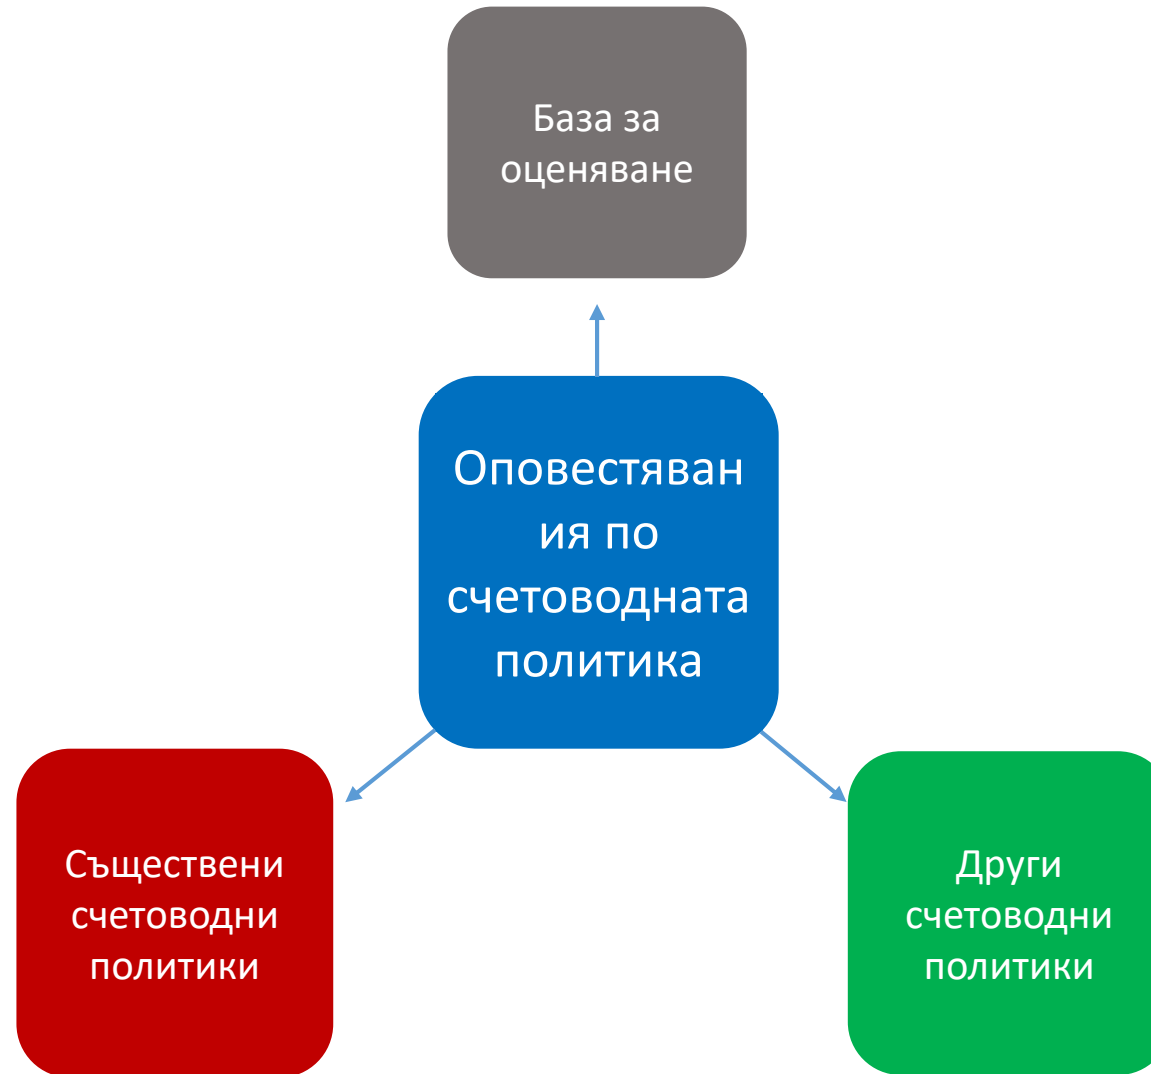 База за
оценяване
Оповестяван
ия по
счетоводната
политика
Съществени
счетоводни
политики
Други
счетоводни
политики